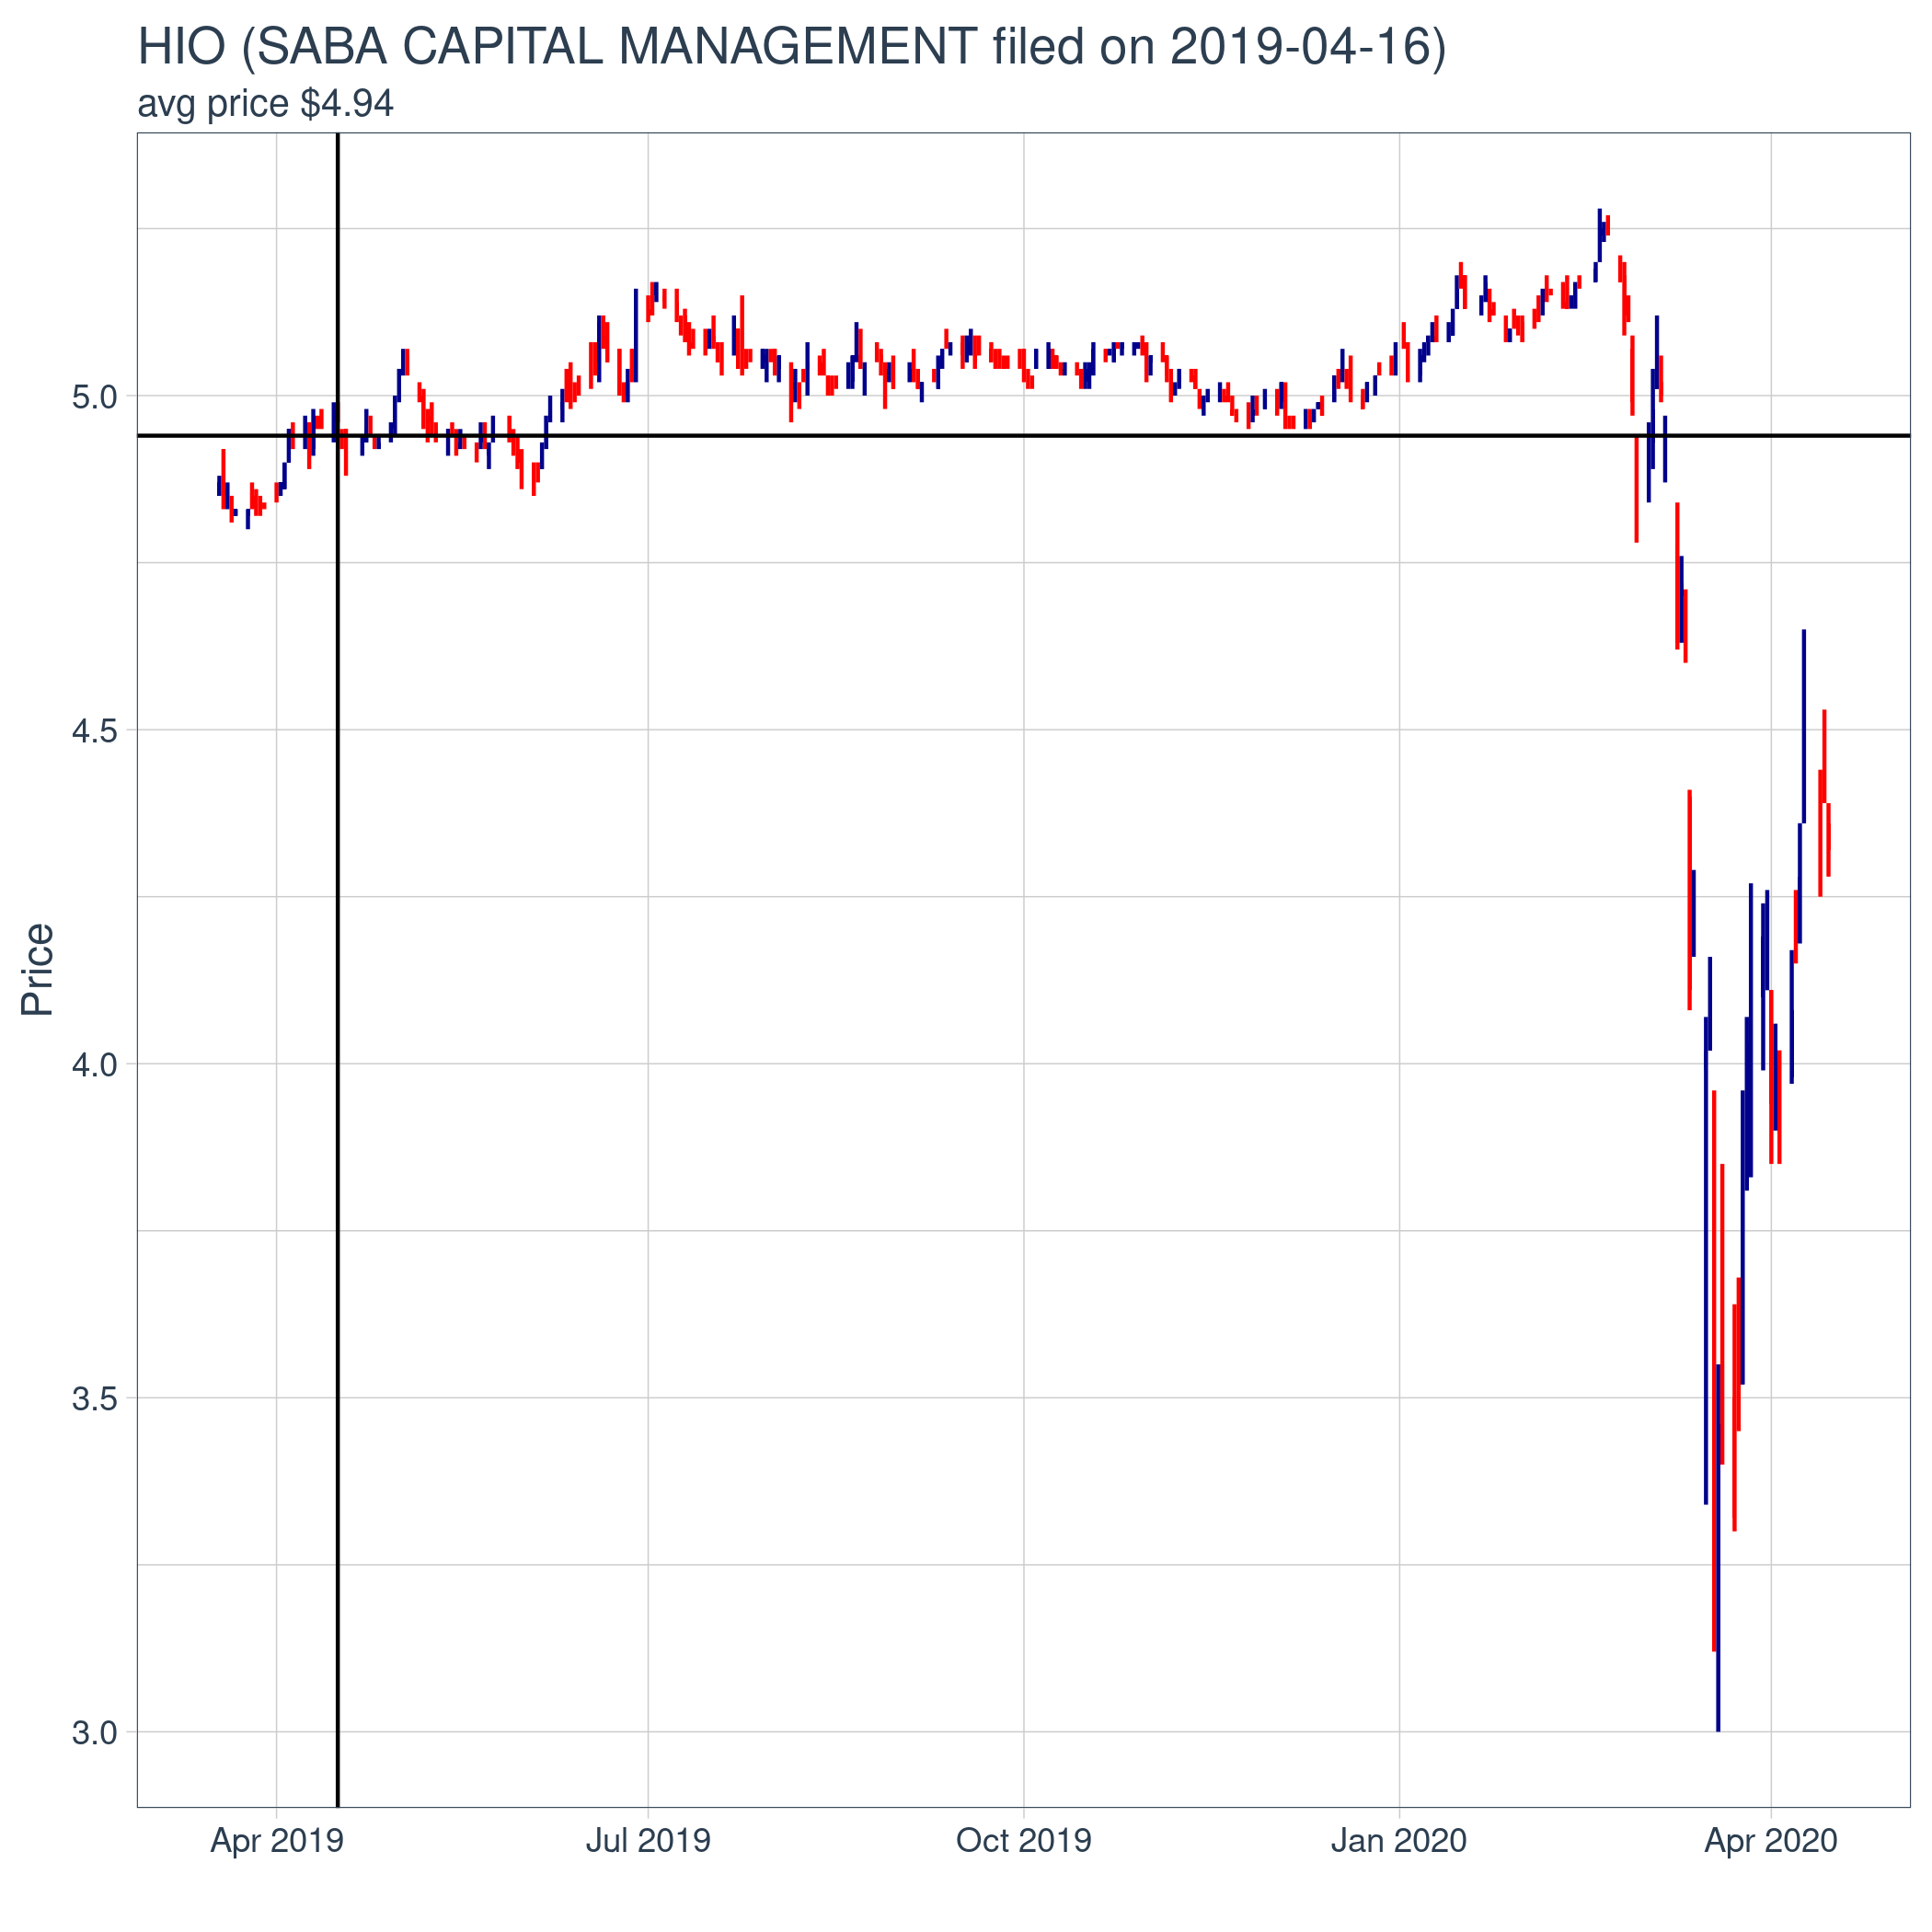 HIO (SABA CAPITAL MANAGEMENT filed on 2019-04-16)
avg price $4.94
Price
5.0
4.5
4.0
3.5
3.0
Apr 2019
Jul 2019
Oct 2019
Jan 2020
Apr 2020